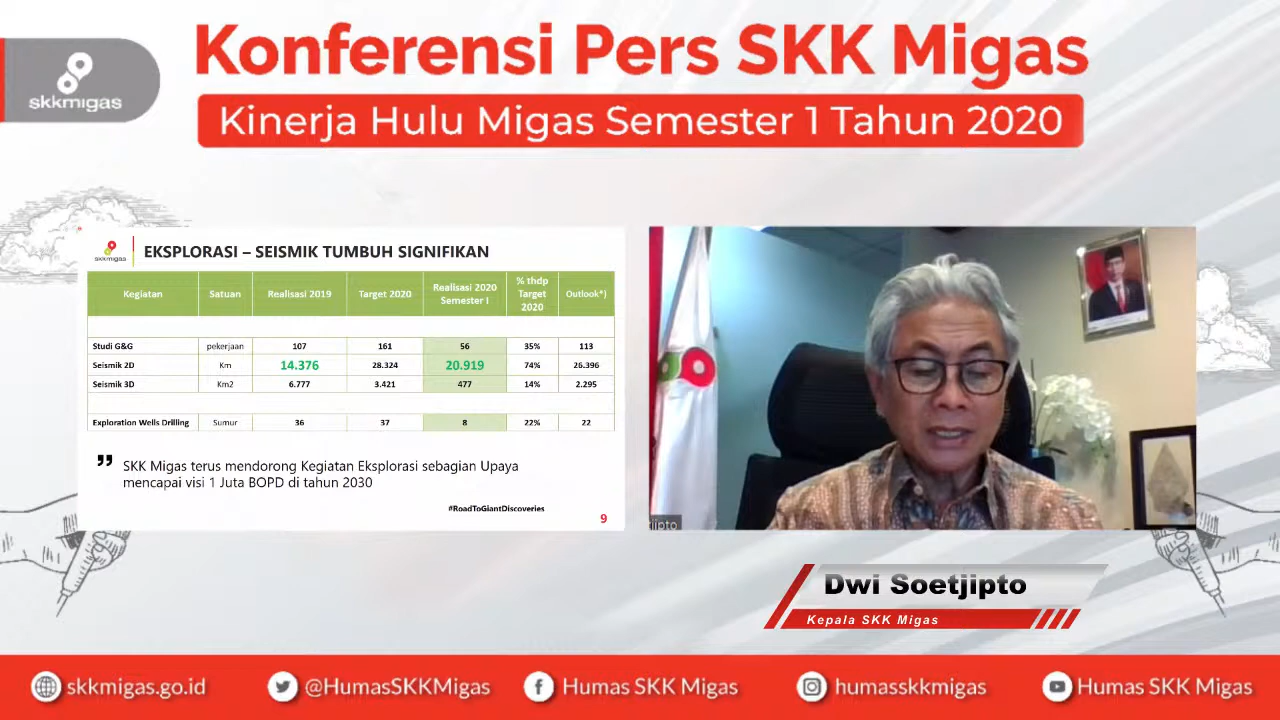 Konferensi Pers SKK Migas
skkmigas
Kinerja Hulu Migas Semester 1 Tahun 2020
skkmigas
EKSPLORASI – SEISMIK TUMBUH SIGNIFIKAN
Kegiatan Satuan Realisasi 2019 Target 2020 Realisasi 2020 Semester I % thdp Target 2020 Outlook*)
Studi G&G pekerjaan 107 161 56 35% 113
Seismik 2D Km 14.376 28.324 20.919 74% 26.396
Seismik 3D Km2 6.777 3.421 477 14% 2.295
Exploration Wells Drilling Sumur 36 37 8 22% 22
” SKK Migas terus mendorong Kegiatan Eksplorasi sebagian Upaya
mencapai visi 1 Juta BOPD di tahun 2030
#RoadToGiantDiscoveries
9
Dwi Soetjipto
Kepala SKK Migas
skkmigas.go.id @HumasSKKMigas Humas SKK Migas humasskkmigas Humas SKK Migas